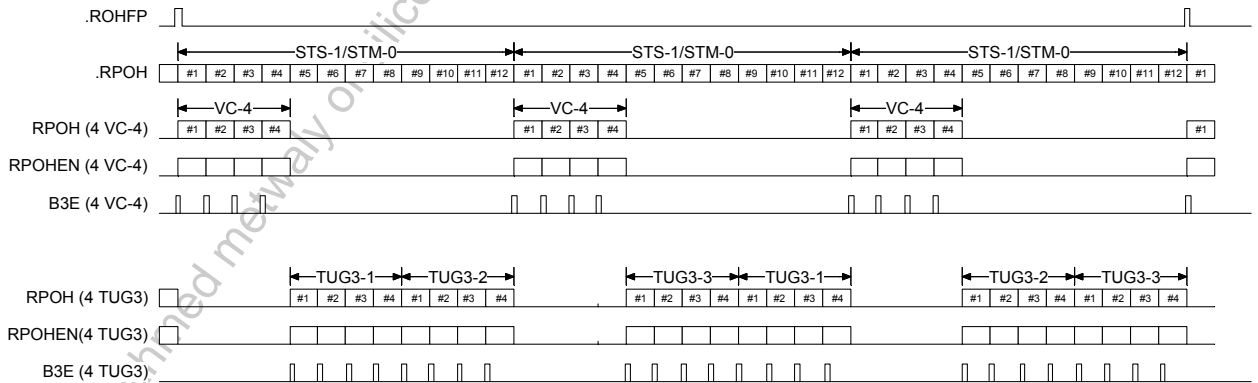 .ROHFP
STS-1/STM-0 STS-1/STM-0 STS-1/STM-0
.RPOH #1 #2 #3 #4 #5 #6 #7 #8 #9 #10 #11 #12 #1 #2 #3 #4 #5 #6 #7 #8 #9 #10 #11 #12 #1 #2 #3 #4 #5 #6 #7 #8 #9 #10 #11 #12 #1
VC-4 VC-4 VC-4
RPOH (4 VC-4) #1 #2 #3 #4 #1 #2 #3 #4 #1 #2 #3 #4 #1
RPOHEN (4 VC-4)
B3E (4 VC-4)
TUG3-1 TUG3-2 TUG3-3 TUG3-1 TUG3-2 TUG3-3
RPOH (4 TUG3) #1 #2 #3 #4 #1 #2 #3 #4 #1 #2 #3 #4 #1 #2 #3 #4 #1 #2 #3 #4 #1 #2 #3 #4
RPOHEN(4 TUG3)
B3E (4 TUG3)
metwaly